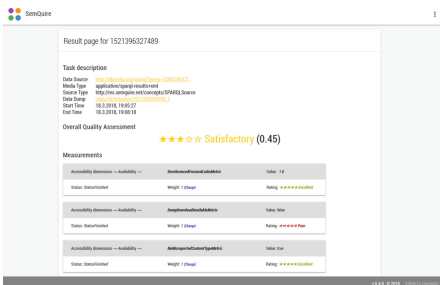 SemQuire
Result page for 1521396327489
Task description
Data Source
Media Type application/sparql-results+xml
Source Type http://res.semquire.net/concepts/SPARQLSource
Data Dump
Start Time 18.3.2018, 19:05:27
End Time 18.3.2018, 19:08:18
Overall Quality Assessment
★★★☆☆ Satisfactory (0.45)
Measurements
Accessibility dimensions → Availability → DereferencedForwardLinksMetric Value: 1.0
Status: StatusFinished Weight: 1 (Change) Rating: ★★★★★ Excellent
Accessibility dimensions → Availability → DumpDownloadAvailableMetric Value: false
Status: StatusFinished Weight: 1 (Change) Rating: ★★★★★ Poor
Accessibility dimensions → Availability → NoMisreportedContentTypeMetric Value: true
Status: StatusFinished Weight: 1 (Change) Rating: ★★★★★ Excellent